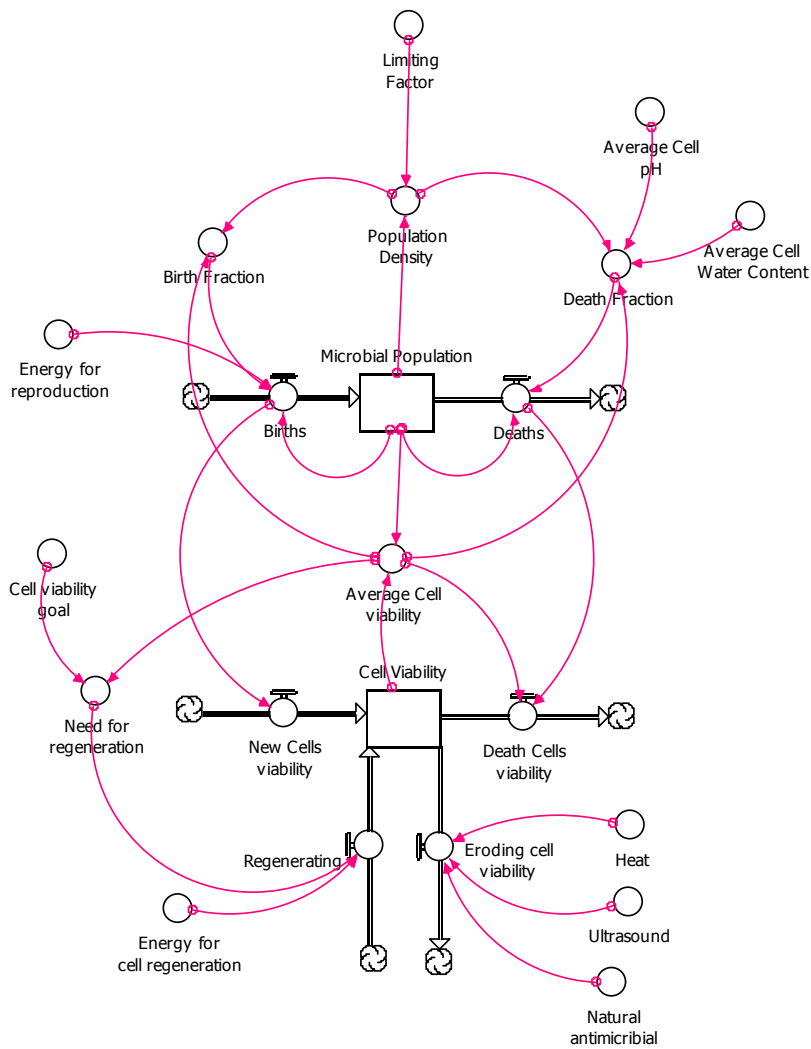 Limiting
Factor
Average Cell
pH
Population
Density
Average Cell
Water Content
Birth Fraction
Death Fraction
Microbial Population
Energy for
reproduction
Births
Deaths
Cell viability
goal
Average Cell
viability
Cell Viability
Need for
regeneration
New Cells
viability
Death Cells
viability
Regenerating
Eroding cell
viability
Heat
Energy for
cell regeneration
Ultrasound
Natural
antimicribial